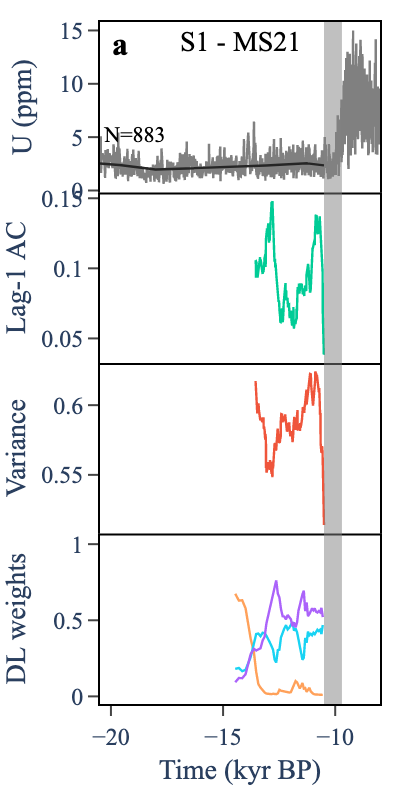 a S1 - MS21
N=883
U (ppm)
15
10
5
0
Lag-1 AC
0.15
0.1
0.05
Variance
0.6
0.55
DL weights
1
0.5
0
−20 −15 −10
Time (kyr BP)